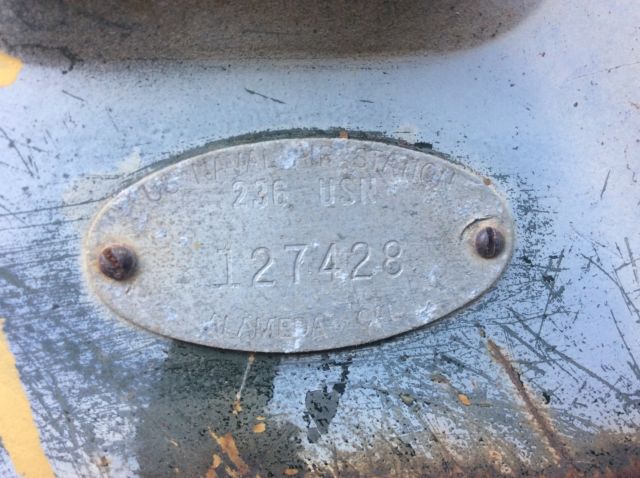 U.S. NAVAL AIR STATION
236 USN
127428
ALAMEDA CAL.